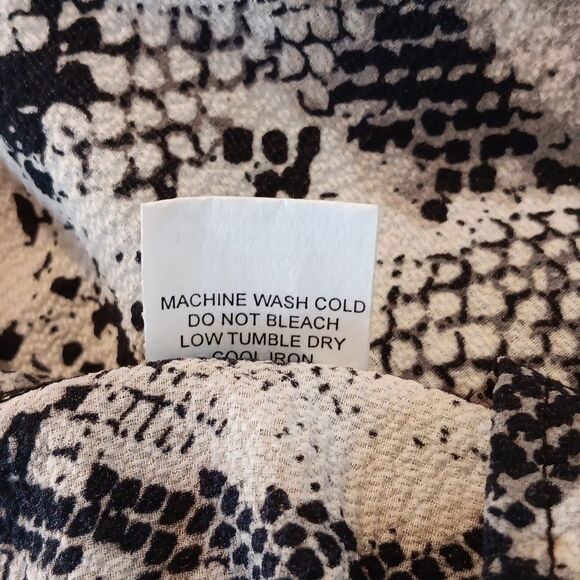 MACHINE WASH COLD
DO NOT BLEACH
LOW TUMBLE DRY
COOL IRON